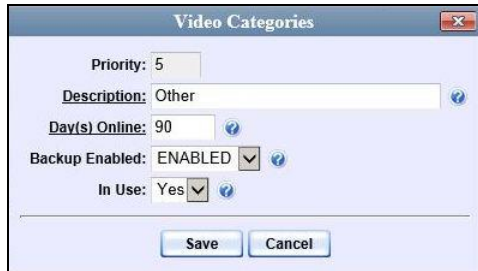 Video Categories
Priority: 5
Description: Other
Day(s) Online: 90
Backup Enabled: ENABLED
In Use: Yes
Save Cancel